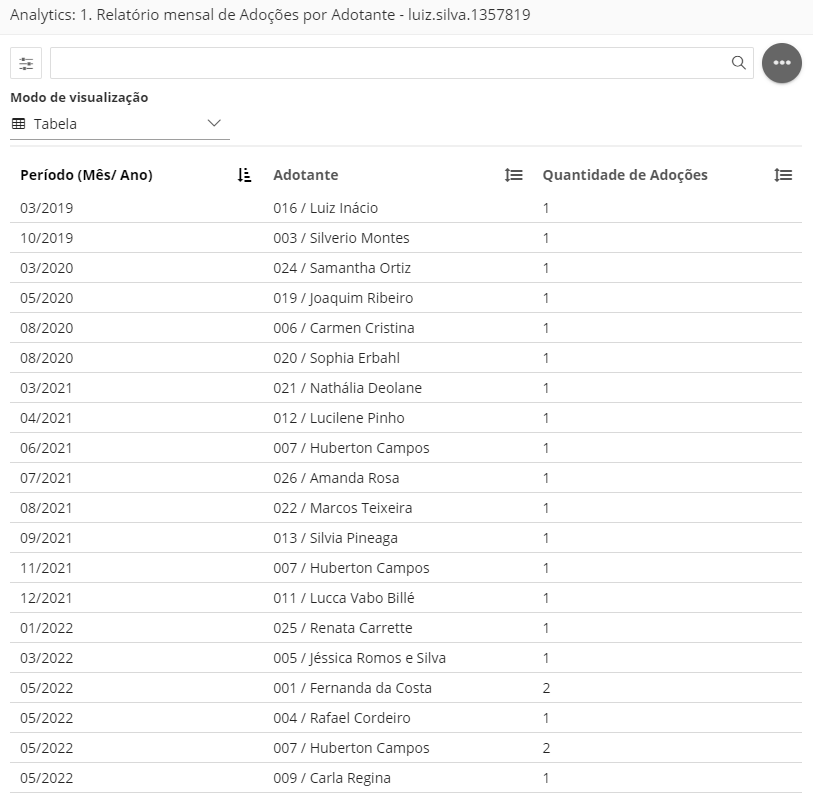 Analytics: 1. Relatório mensal de Adoções por Adotante - luiz.silva.1357819
Modo de visualização
Tabela
Período (Mês/ Ano) Adotante Quantidade de Adoções
03/2019 016 / Luiz Inácio 1
10/2019 003 / Silverio Montes 1
03/2020 024 / Samantha Ortiz 1
05/2020 019 / Joaquim Ribeiro 1
08/2020 006 / Carmen Cristina 1
08/2020 020 / Sophia Erbahl 1
03/2021 021 / Nathália Deolane 1
04/2021 012 / Lucilene Pinho 1
06/2021 007 / Huberton Campos 1
07/2021 026 / Amanda Rosa 1
08/2021 022 / Marcos Teixeira 1
09/2021 013 / Silvia Pineaga 1
11/2021 007 / Huberton Campos 1
12/2021 011 / Lucca Vabo Billé 1
01/2022 025 / Renata Carrette 1
03/2022 005 / Jéssica Romos e Silva 1
05/2022 001 / Fernanda da Costa 2
05/2022 004 / Rafael Cordeiro 1
05/2022 007 / Huberton Campos 2
05/2022 009 / Carla Regina 1